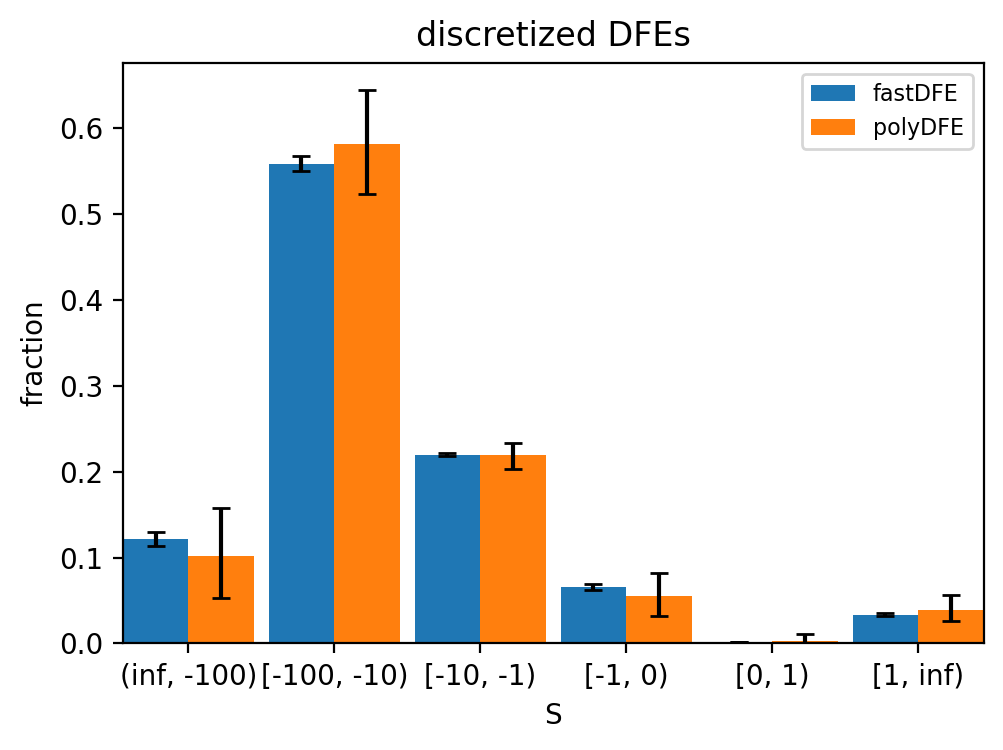 discretized DFEs
fastDFE
polyDFE
fraction
0.6
0.5
0.4
0.3
0.2
0.1
0.0
(inf, -100) [-100, -10) [-10, -1) [-1, 0) [0, 1) [1, inf)
S